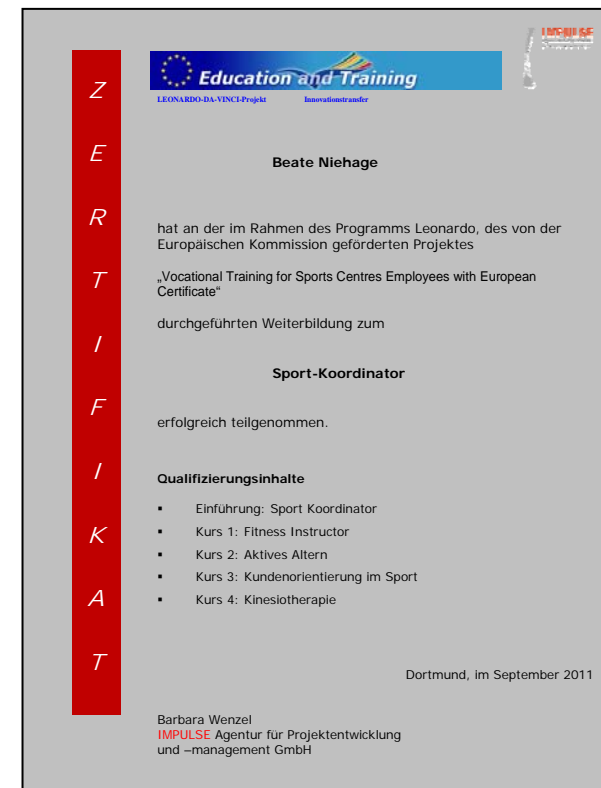 IMPULSE
ZERTIFIKAT
Education and Training
LEONARDO-DA-VINCI-Projekt Innovationstransfer
Beate Niehage
hat an der im Rahmen des Programms Leonardo, des von der
Europäischen Kommission geförderten Projektes
„Vocational Training for Sports Centres Employees with European
Certificate“
durchgeführten Weiterbildung zum
Sport-Koordinator
erfolgreich teilgenommen.
Qualifizierungsinhalte
▪ Einführung: Sport Koordinator
▪ Kurs 1: Fitness Instructor
▪ Kurs 2: Aktives Altern
▪ Kurs 3: Kundenorientierung im Sport
▪ Kurs 4: Kinesiotherapie
Dortmund, im September 2011
Barbara Wenzel
IMPULSE Agentur für Projektentwicklung
und –management GmbH